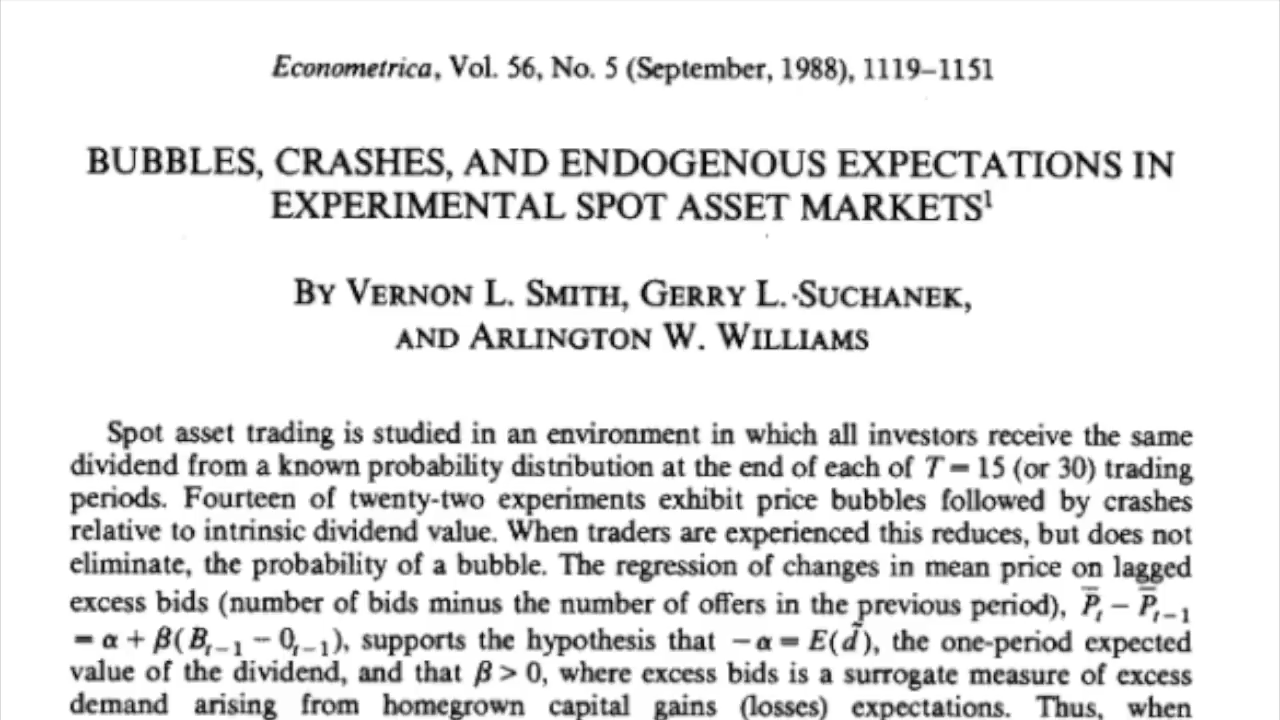 Econometrica, Vol. 56, No. 5 (September, 1988), 1119–1151
BUBBLES, CRASHES, AND ENDOGENOUS EXPECTATIONS IN
EXPERIMENTAL SPOT ASSET MARKETS¹
BY VERNON L. SMITH, GERRY L. SUCHANEK,
AND ARLINGTON W. WILLIAMS
Spot asset trading is studied in an environment in which all investors receive the same
dividend from a known probability distribution at the end of each of T = 15 (or 30) trading
periods. Fourteen of twenty-two experiments exhibit price bubbles followed by crashes
relative to intrinsic dividend value. When traders are experienced this reduces, but does not
eliminate, the probability of a bubble. The regression of changes in mean price on lagged
excess bids (number of bids minus the number of offers in the previous period), P̄ₜ − P̄ₜ₋₁
= α + β(Bₜ₋₁ − 0ₜ₋₁), supports the hypothesis that −α = E(d̃), the one-period expected
value of the dividend, and that β > 0, where excess bids is a surrogate measure of excess
demand arising from homegrown capital gains (losses) expectations. Thus, when